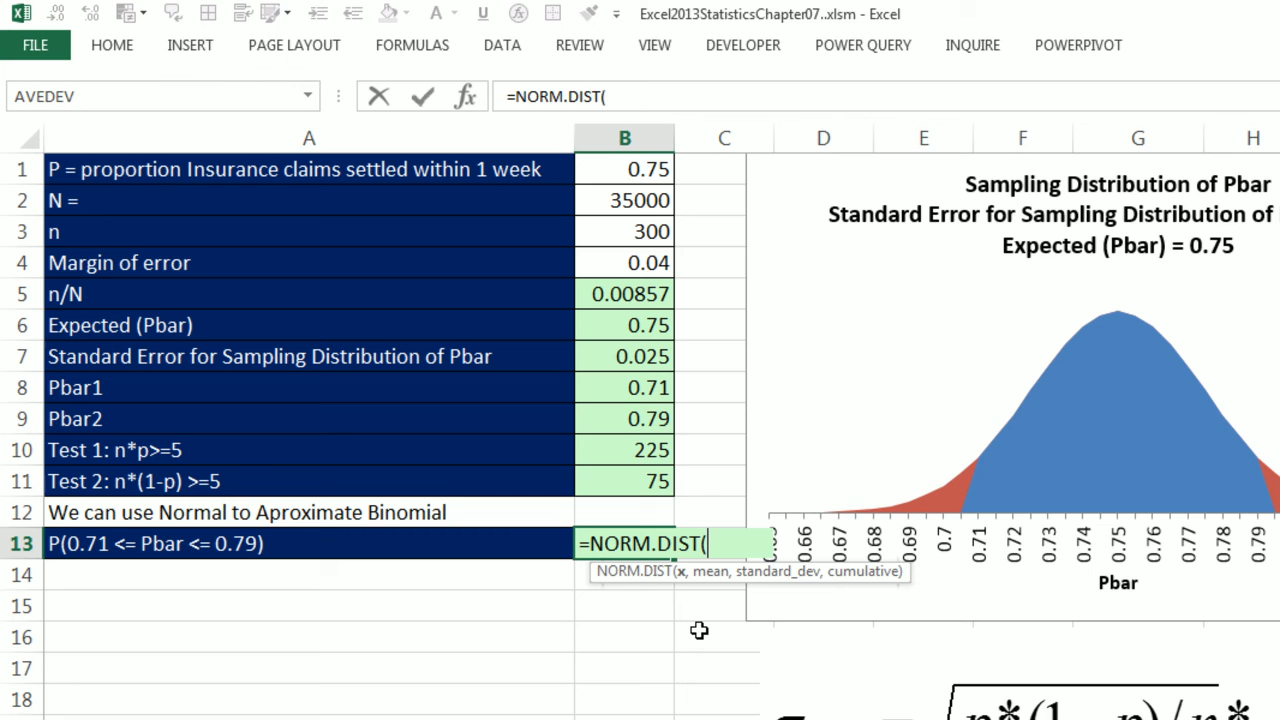 Excel2013StatisticsChapter07..xlsm - Excel
FILE HOME INSERT PAGE LAYOUT FORMULAS DATA REVIEW VIEW DEVELOPER POWER QUERY INQUIRE POWERPIVOT
AVEDEV fx =NORM.DIST(
A B C D E F G H
1 P = proportion Insurance claims settled within 1 week 0.75
2 N = 35000
3 n 300
4 Margin of error 0.04
5 n/N 0.00857
6 Expected (Pbar) 0.75
7 Standard Error for Sampling Distribution of Pbar 0.025
8 Pbar1 0.71
9 Pbar2 0.79
10 Test 1: n*p>=5 225
11 Test 2: n*(1-p) >=5 75
12 We can use Normal to Aproximate Binomial
13 P(0.71 <= Pbar <= 0.79) =NORM.DIST(
NORM.DIST(x, mean, standard_dev, cumulative)
14
15
16
17
18
Sampling Distribution of Pbar
Standard Error for Sampling Distribution of
Expected (Pbar) = 0.75
0.66 0.67 0.68 0.69 0.7 0.71 0.72 0.73 0.74 0.75 0.76 0.77 0.78 0.79
Pbar